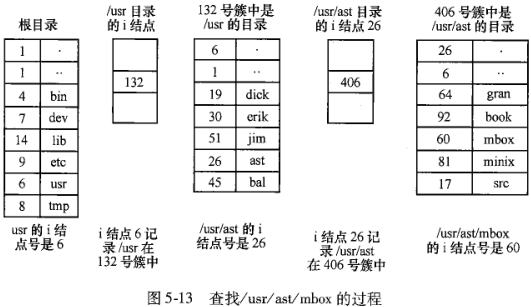 根目录
1 ·
1 ··
4 bin
7 dev
14 lib
9 etc
6 usr
8 tmp
usr 的 i 结
点号是 6
/usr 目录
的 i 结点
132
i 结点 6 记
录 /usr 在
132 号簇中
132 号簇中是
/usr 的目录
6 ·
1 ··
19 dick
30 erik
51 jim
26 ast
45 bal
/usr/ast 的 i
结点号是 26
/usr/ast 目录
的 i 结点 26
406
i 结点 26 记
录 /usr/ast
在 406 号簇中
406 号簇中是
/usr/ast 的目录
26 ·
6 ··
64 gran
92 book
60 mbox
81 minix
17 src
/usr/ast/mbox
的 i 结点号是 60
图 5-13 查找/usr/ast/mbox 的过程